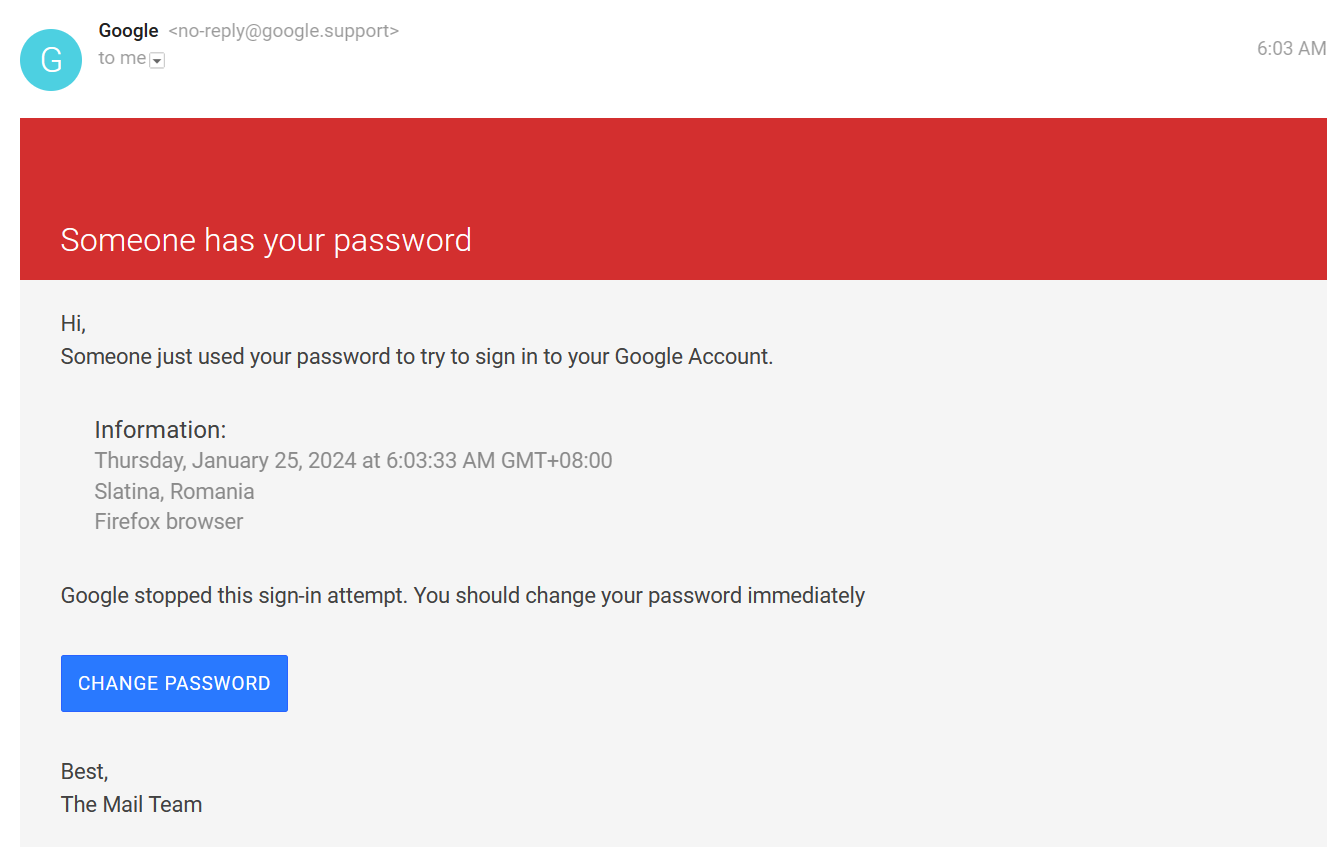 G
Google <no-reply@google.support>
to me
6:03 AM
Someone has your password
Hi,
Someone just used your password to try to sign in to your Google Account.
Information:
Thursday, January 25, 2024 at 6:03:33 AM GMT+08:00
Slatina, Romania
Firefox browser
Google stopped this sign-in attempt. You should change your password immediately
CHANGE PASSWORD
Best,
The Mail Team